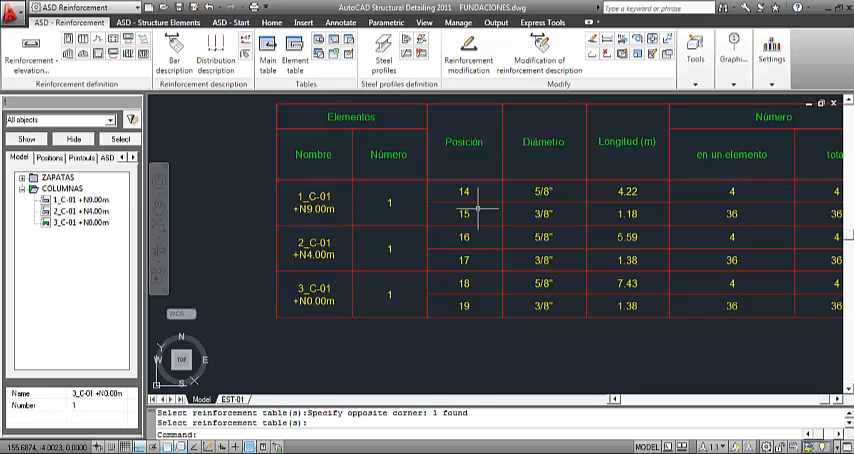 ASD Reinforcement
AutoCAD Structural Detailing 2011 FUNDACIONES.dwg
Type a keyword or phrase
ASD - Reinforcement ASD - Structure Elements ASD - Start Home Insert Annotate Parametric View Manage Output Express Tools
Reinforcement - elevation...
Bar description
Distribution description
Main table
Element table
Steel profiles
Reinforcement modification
Modification of reinforcement description
Tools
Graphi...
Settings
Reinforcement definition
Reinforcement description
Tables
Steel profiles definition
Modify
All objects
Show Hide Select
Model Positions Printouts ASD
ZAPATAS
COLUMNAS
1_C-01 +N9.00m
2_C-01 +N4.00m
3_C-01 +N0.00m
Name 3_C-01 +N0.00m
Number 1
Elementos Posición Diámetro Longitud (m) Número
Nombre Número en un elemento tota
1_C-01 +N9.00m 1 14 5/8" 4.22 4 4
15 3/8" 1.18 36 36
2_C-01 +N4.00m 1 16 5/8" 5.59 4 4
17 3/8" 1.38 36 36
3_C-01 +N0.00m 1 18 5/8" 7.43 4 4
19 3/8" 1.38 36 36
WCS
N
W TOP E
S
Y
X
Model EST-01
Select reinforcement table(s):Specify opposite corner: 1 found
Select reinforcement table(s):
Command:
155.6874, -4.0023, 0.0000
MODEL
1:1